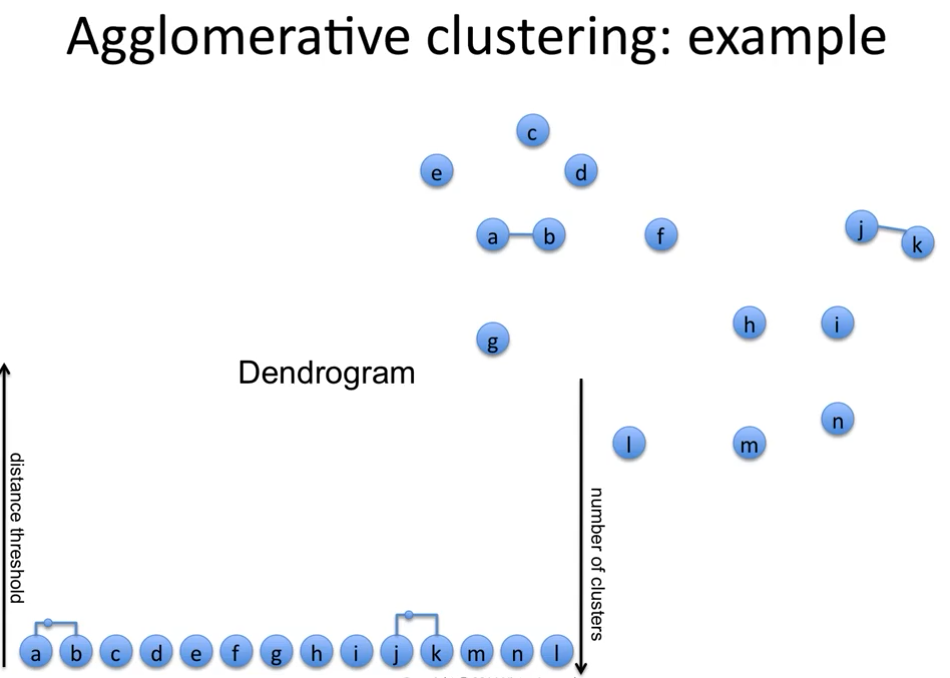 Agglomerative clustering: example
c
e
d
a
b
f
j
k
h
i
g
Dendrogram
n
l
m
distance threshold
number of clusters
a b c d e f g h i j k m n l